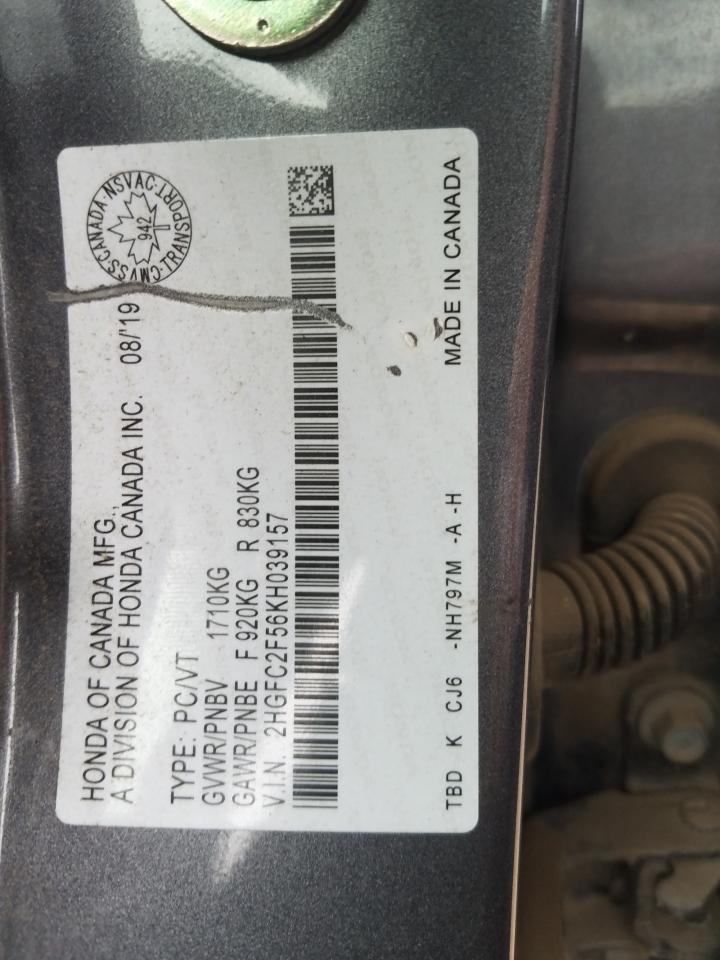 HONDA OF CANADA MFG.,
A DIVISION OF HONDA CANADA INC. 08/'19
CMVSS·CANADA·NSVAC·TRANSPORT·
942
TYPE: PC/VT
GVWR/PNBV 1710KG
GAWR/PNBE F 920KG R 830KG
V.I.N. 2HGFC2F56KH039157
TBD K CJ6 -NH797M -A -H MADE IN CANADA